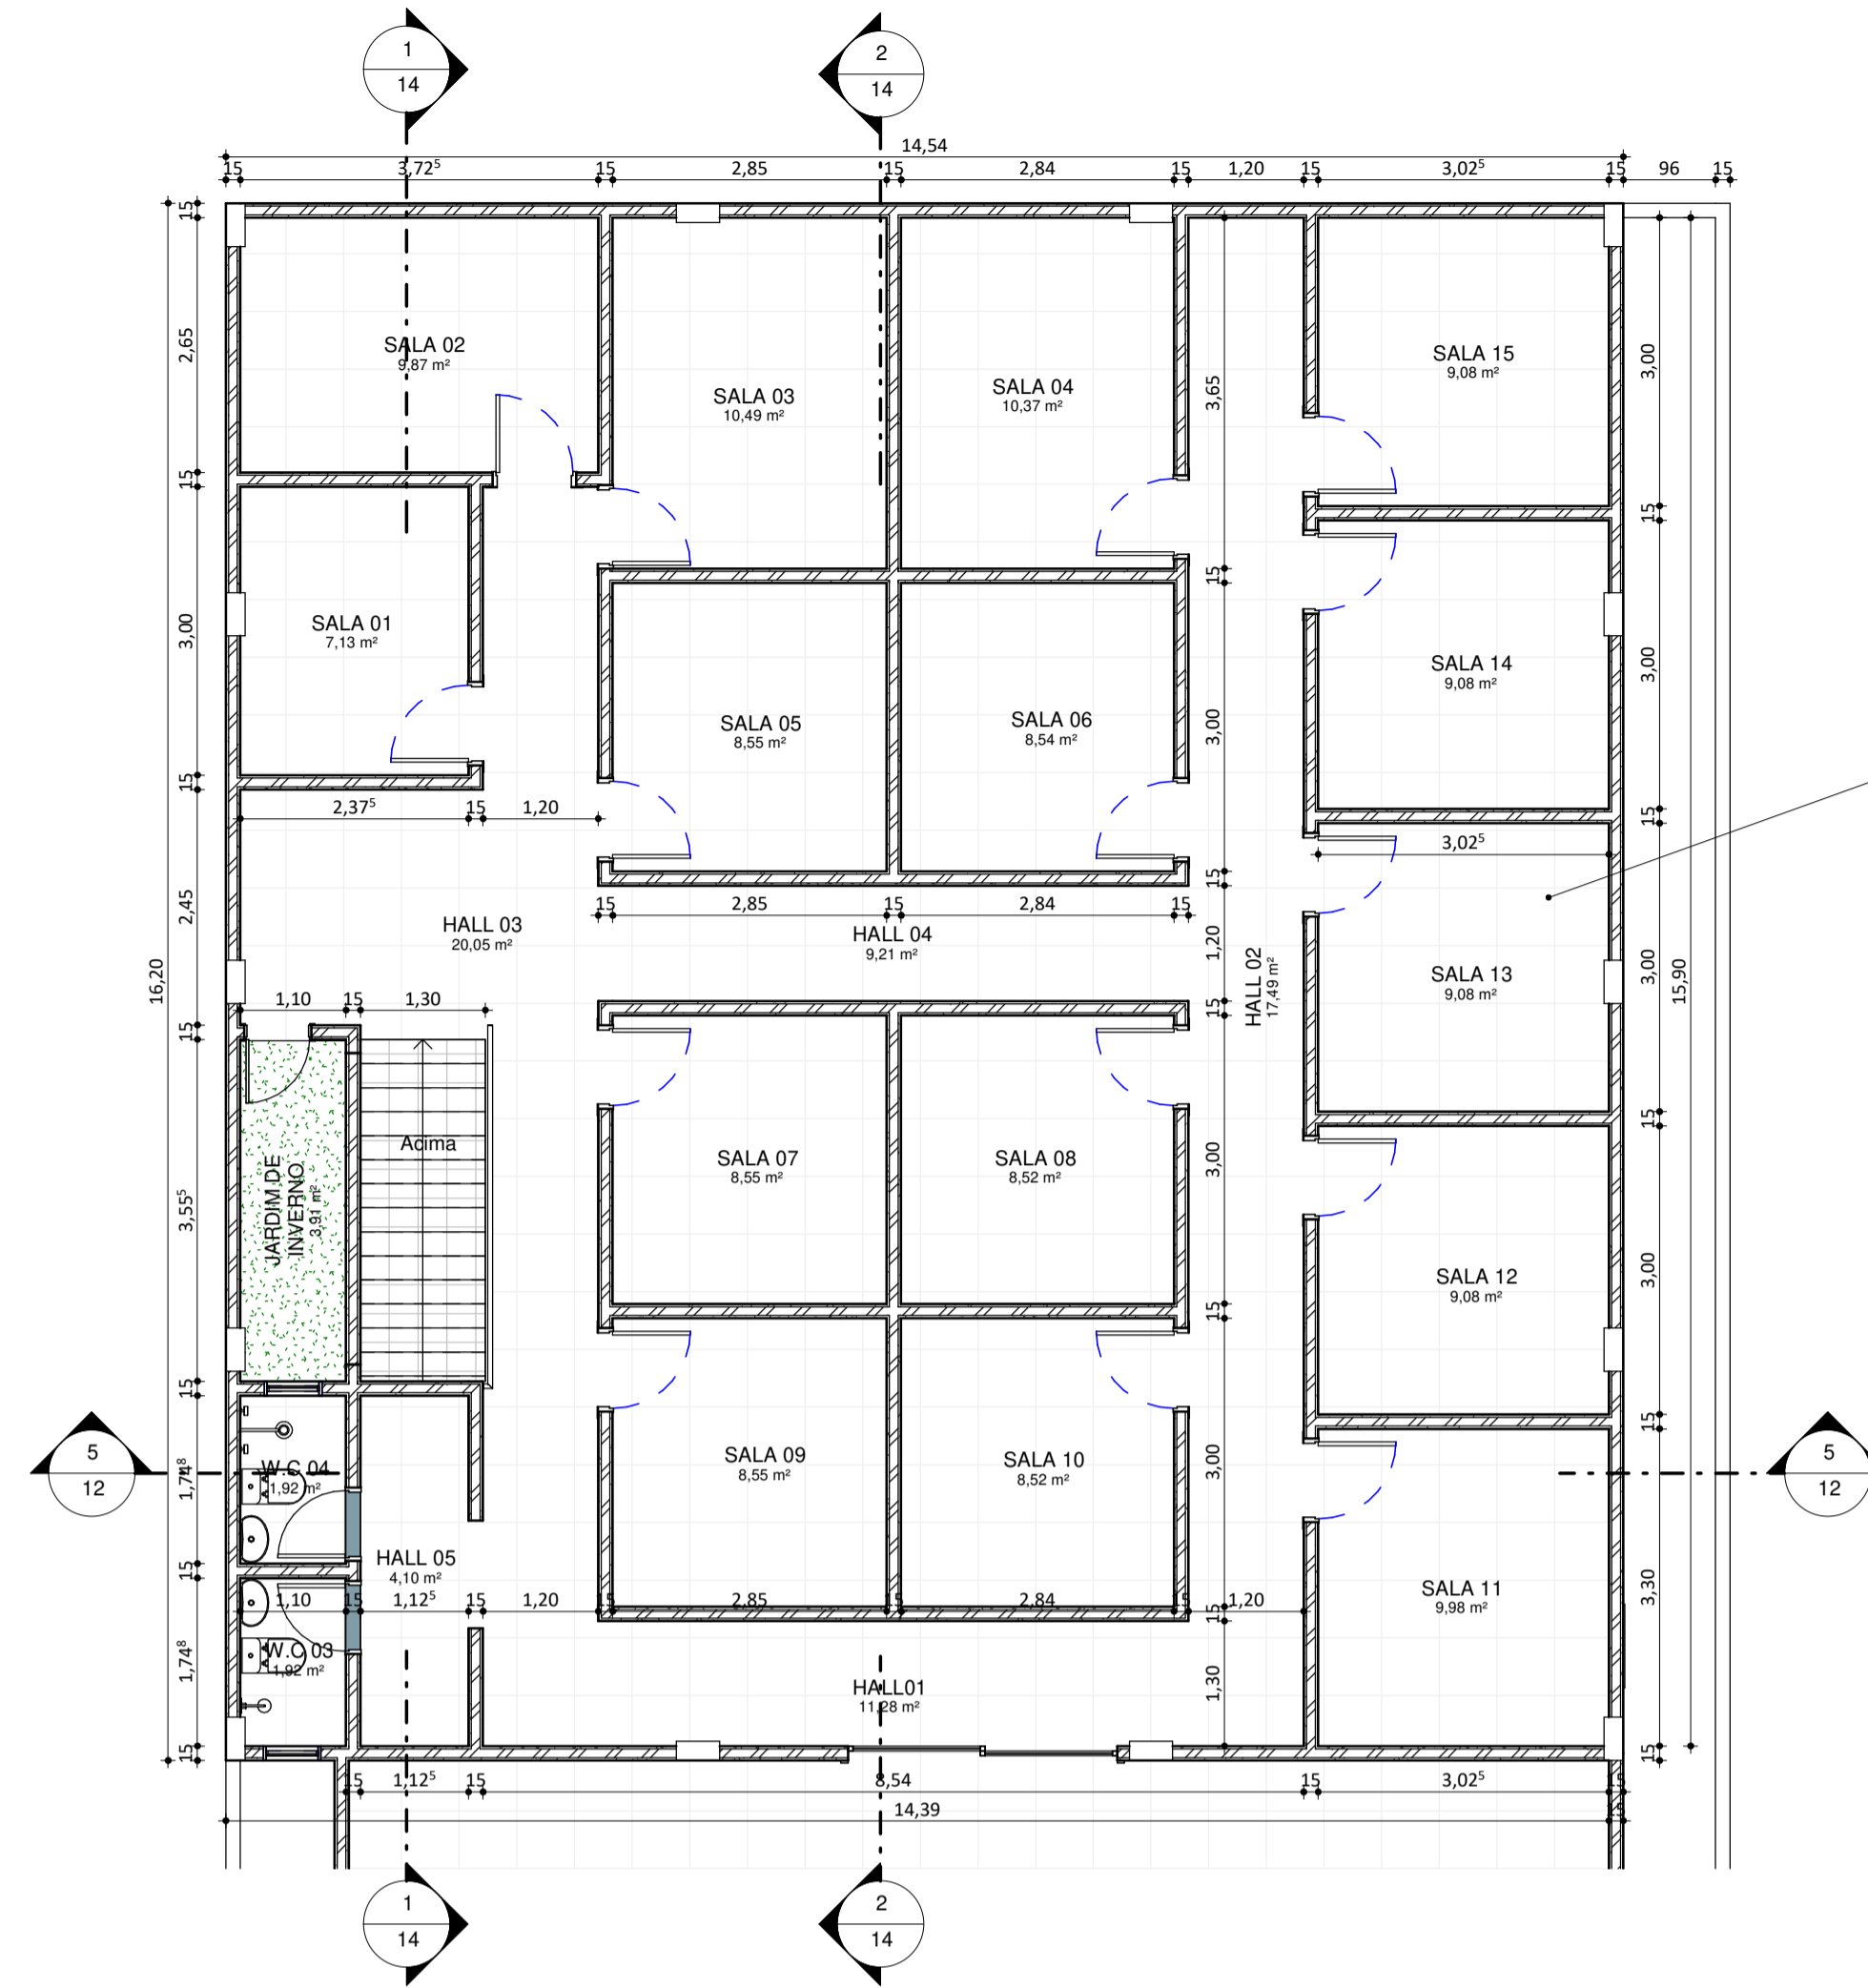 1
14
2
14
14,54
15
3,72⁵
15
2,85
15
2,84
15
1,20
15
3,02⁵
15
96
15
15
2,65
15
3,00
15
2,45
15
3,55⁵
15
1,74⁸
15
1,74⁸
15
16,20
SALA 02
9,87 m²
SALA 03
10,49 m²
SALA 04
10,37 m²
SALA 15
9,08 m²
3,65
15
3,00
15
1,20
15
3,00
15
3,00
15
1,30
3,00
15
3,00
15
3,00
15
3,00
15
3,30
15
15,90
SALA 01
7,13 m²
SALA 05
8,55 m²
SALA 06
8,54 m²
SALA 14
9,08 m²
2,37⁵
15
1,20
3,02⁵
15
2,85
15
2,84
15
HALL 03
20,05 m²
HALL 04
9,21 m²
HALL 02
17,49 m²
SALA 13
9,08 m²
1,10
15
1,30
Acima
JARDIM DE
INVERNO
3,91 m²
SALA 07
8,55 m²
SALA 08
8,52 m²
SALA 12
9,08 m²
5
12
W.C 04
1,92 m²
SALA 09
8,55 m²
SALA 10
8,52 m²
5
12
HALL 05
4,10 m²
SALA 11
9,98 m²
1,10
15
1,12⁵
15
1,20
15
2,85
15
2,84
15
1,20
W.C 03
1,92 m²
HALL01
11,28 m²
15
1,12⁵
15
8,54
15
3,02⁵
15
14,39
15
1
14
2
14